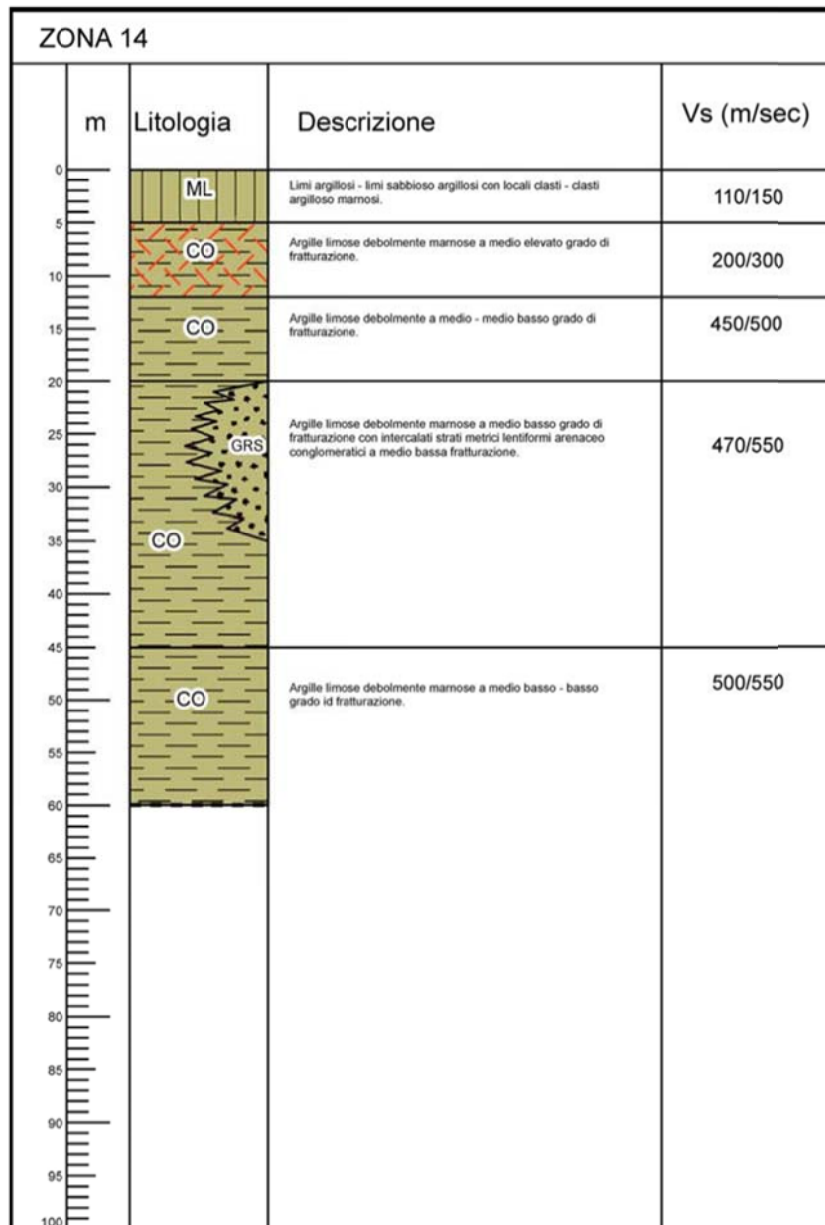 ZONA 14
m
Litologia
Descrizione
Vs (m/sec)
0
ML
Limi argillosi - limi sabbioso argillosi con locali clasti - clasti
argilloso marnosi.
110/150
5
CO
Argille limose debolmente marnose a medio elevato grado di
fratturazione.
200/300
10
15
CO
Argille limose debolmente a medio - medio basso grado di
fratturazione.
450/500
20
25
GRS
Argille limose debolmente marnose a medio basso grado di
fratturazione con intercalati strati metrici lentiformi arenaceo
conglomeratici a medio bassa fratturazione.
470/550
30
35
CO
40
45
50
CO
Argille limose debolmente marnose a medio basso - basso
grado id fratturazione.
500/550
55
60
65
70
75
80
85
90
95
100